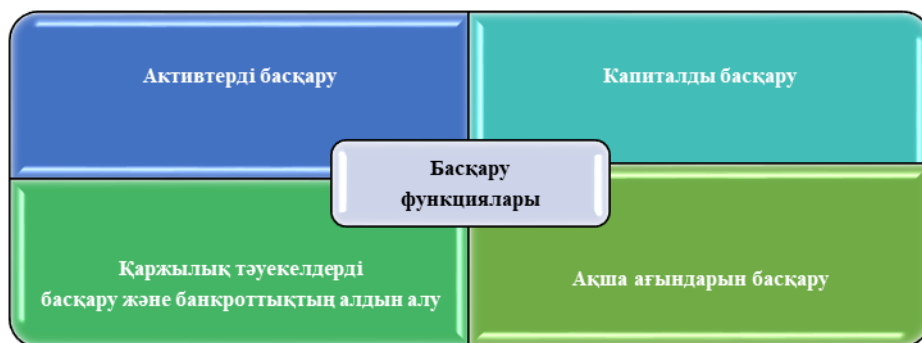 Активтерді басқару
Капиталды басқару
Басқару
функциялары
Қаржылық тәуекелдерді
басқару және банкроттықтың алдын алу
Ақша ағындарын басқару